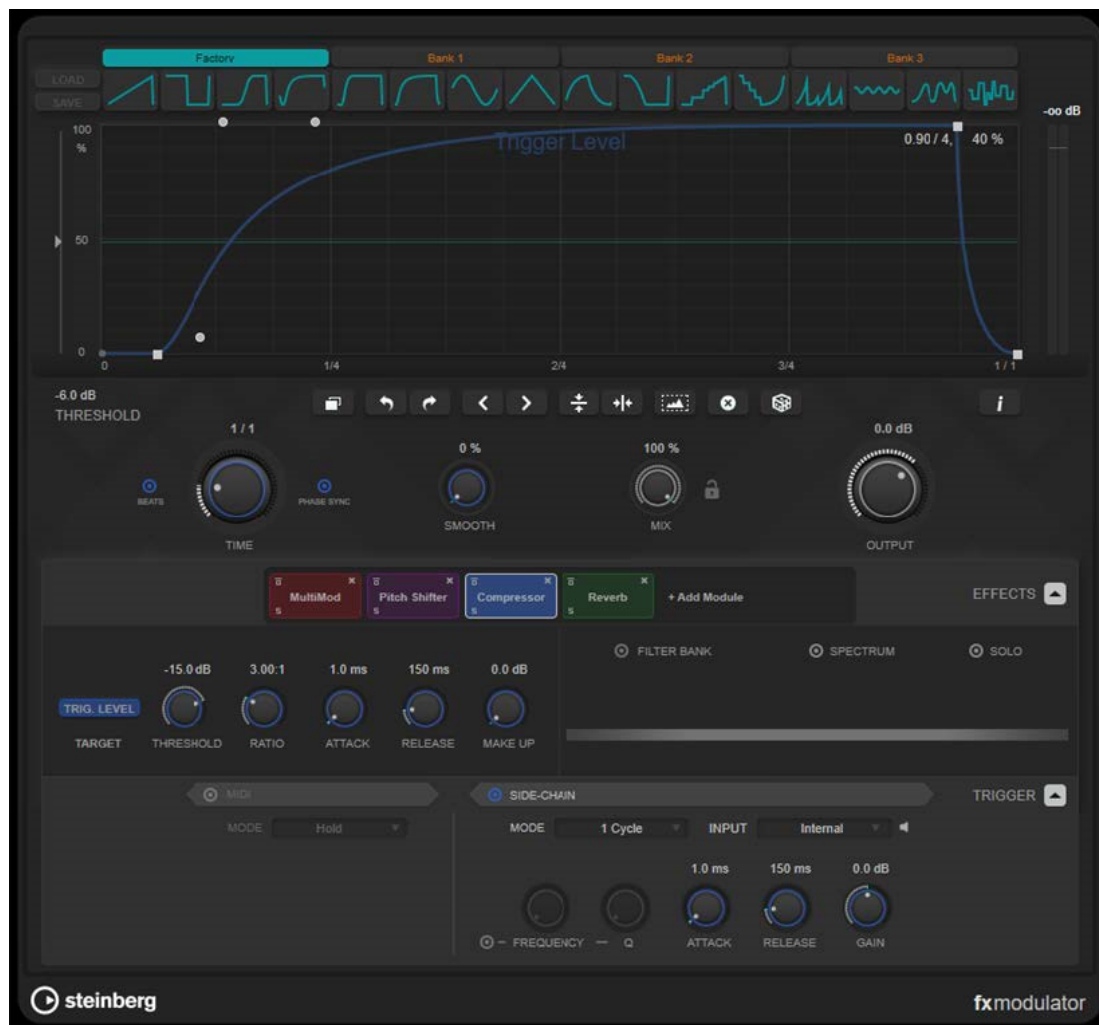 Factory Bank 1 Bank 2 Bank 3
LOAD
SAVE
-oo dB
100
%
Trigger Level
0.90 / 4, 40 %
50
0
0 1/4 2/4 3/4 1/1
-6.0 dB
THRESHOLD
i
1 / 1
0 %
100 %
0.0 dB
BEATS
PHASE SYNC
SMOOTH
MIX
TIME
OUTPUT
MultiMod
S
Pitch Shifter
S
Compressor
S
Reverb
S
+ Add Module
EFFECTS
FILTER BANK SPECTRUM SOLO
-15.0 dB 3.00:1 1.0 ms 150 ms 0.0 dB
TRIG. LEVEL
TARGET THRESHOLD RATIO ATTACK RELEASE MAKE UP
MIDI
SIDE-CHAIN
TRIGGER
MODE Hold
MODE 1 Cycle INPUT Internal
1.0 ms 150 ms 0.0 dB
FREQUENCY Q ATTACK RELEASE GAIN
steinberg
fxmodulator